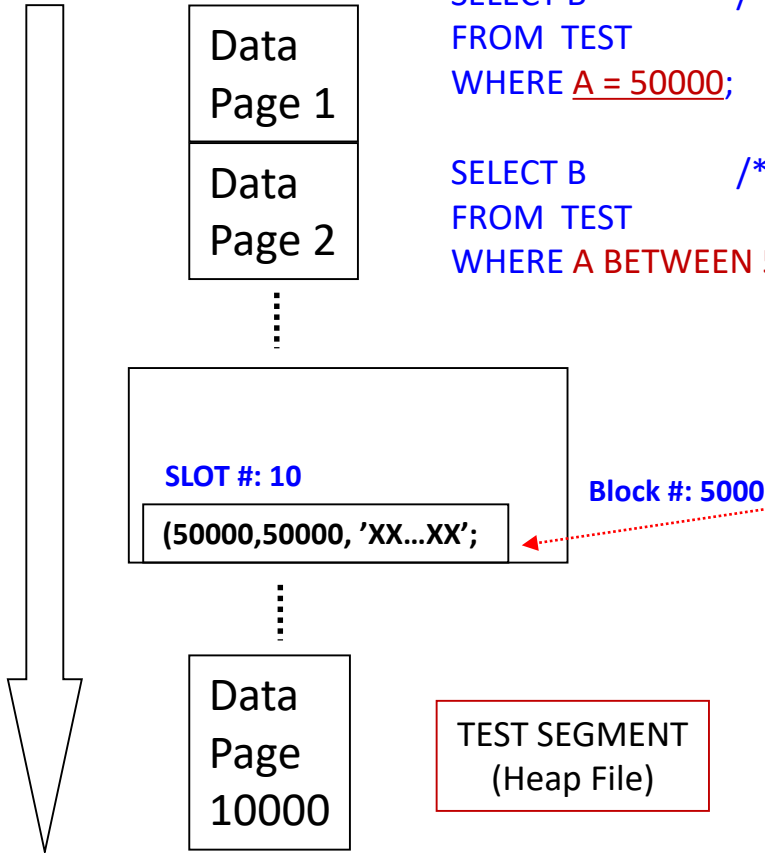 Data
Page 1
SELECT B /
FROM TEST
WHERE A = 50000;
Data
Page 2
SELECT B /*
FROM TEST
WHERE A BETWEEN
SLOT #: 10
(50000,50000, ’XX…XX’;
Block #: 5000
Data
Page
10000
TEST SEGMENT
(Heap File)